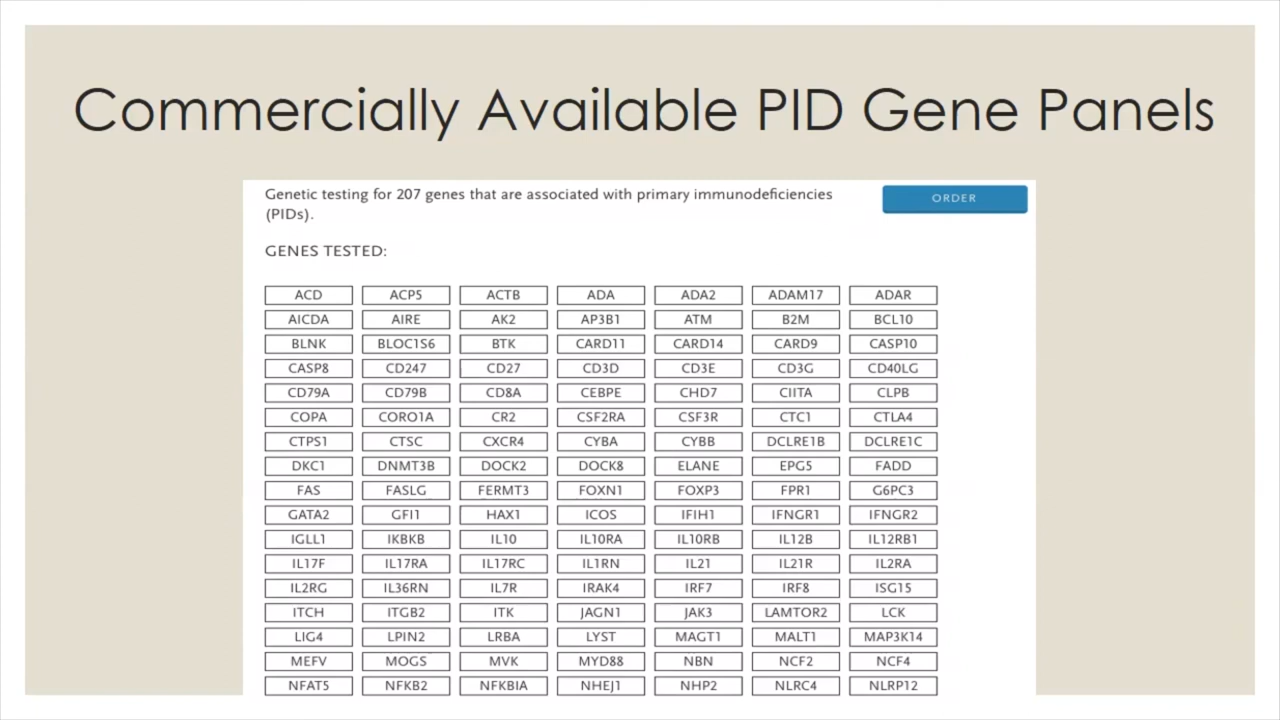 Commercially Available PID Gene Panels
Genetic testing for 207 genes that are associated with primary immunodeficiencies
(PIDs).
ORDER
GENES TESTED:
ACD ACP5 ACTB ADA ADA2 ADAM17 ADAR
AICDA AIRE AK2 AP3B1 ATM B2M BCL10
BLNK BLOC1S6 BTK CARD11 CARD14 CARD9 CASP10
CASP8 CD247 CD27 CD3D CD3E CD3G CD40LG
CD79A CD79B CD8A CEBPE CHD7 CIITA CLPB
COPA CORO1A CR2 CSF2RA CSF3R CTC1 CTLA4
CTPS1 CTSC CXCR4 CYBA CYBB DCLRE1B DCLRE1C
DKC1 DNMT3B DOCK2 DOCK8 ELANE EPG5 FADD
FAS FASLG FERMT3 FOXN1 FOXP3 FPR1 G6PC3
GATA2 GFI1 HAX1 ICOS IFIH1 IFNGR1 IFNGR2
IGLL1 IKBKB IL10 IL10RA IL10RB IL12B IL12RB1
IL17F IL17RA IL17RC IL1RN IL21 IL21R IL2RA
IL2RG IL36RN IL7R IRAK4 IRF7 IRF8 ISG15
ITCH ITGB2 ITK JAGN1 JAK3 LAMTOR2 LCK
LIG4 LPIN2 LRBA LYST MAGT1 MALT1 MAP3K14
MEFV MOGS MVK MYD88 NBN NCF2 NCF4
NFAT5 NFKB2 NFKBIA NHEJ1 NHP2 NLRC4 NLRP12